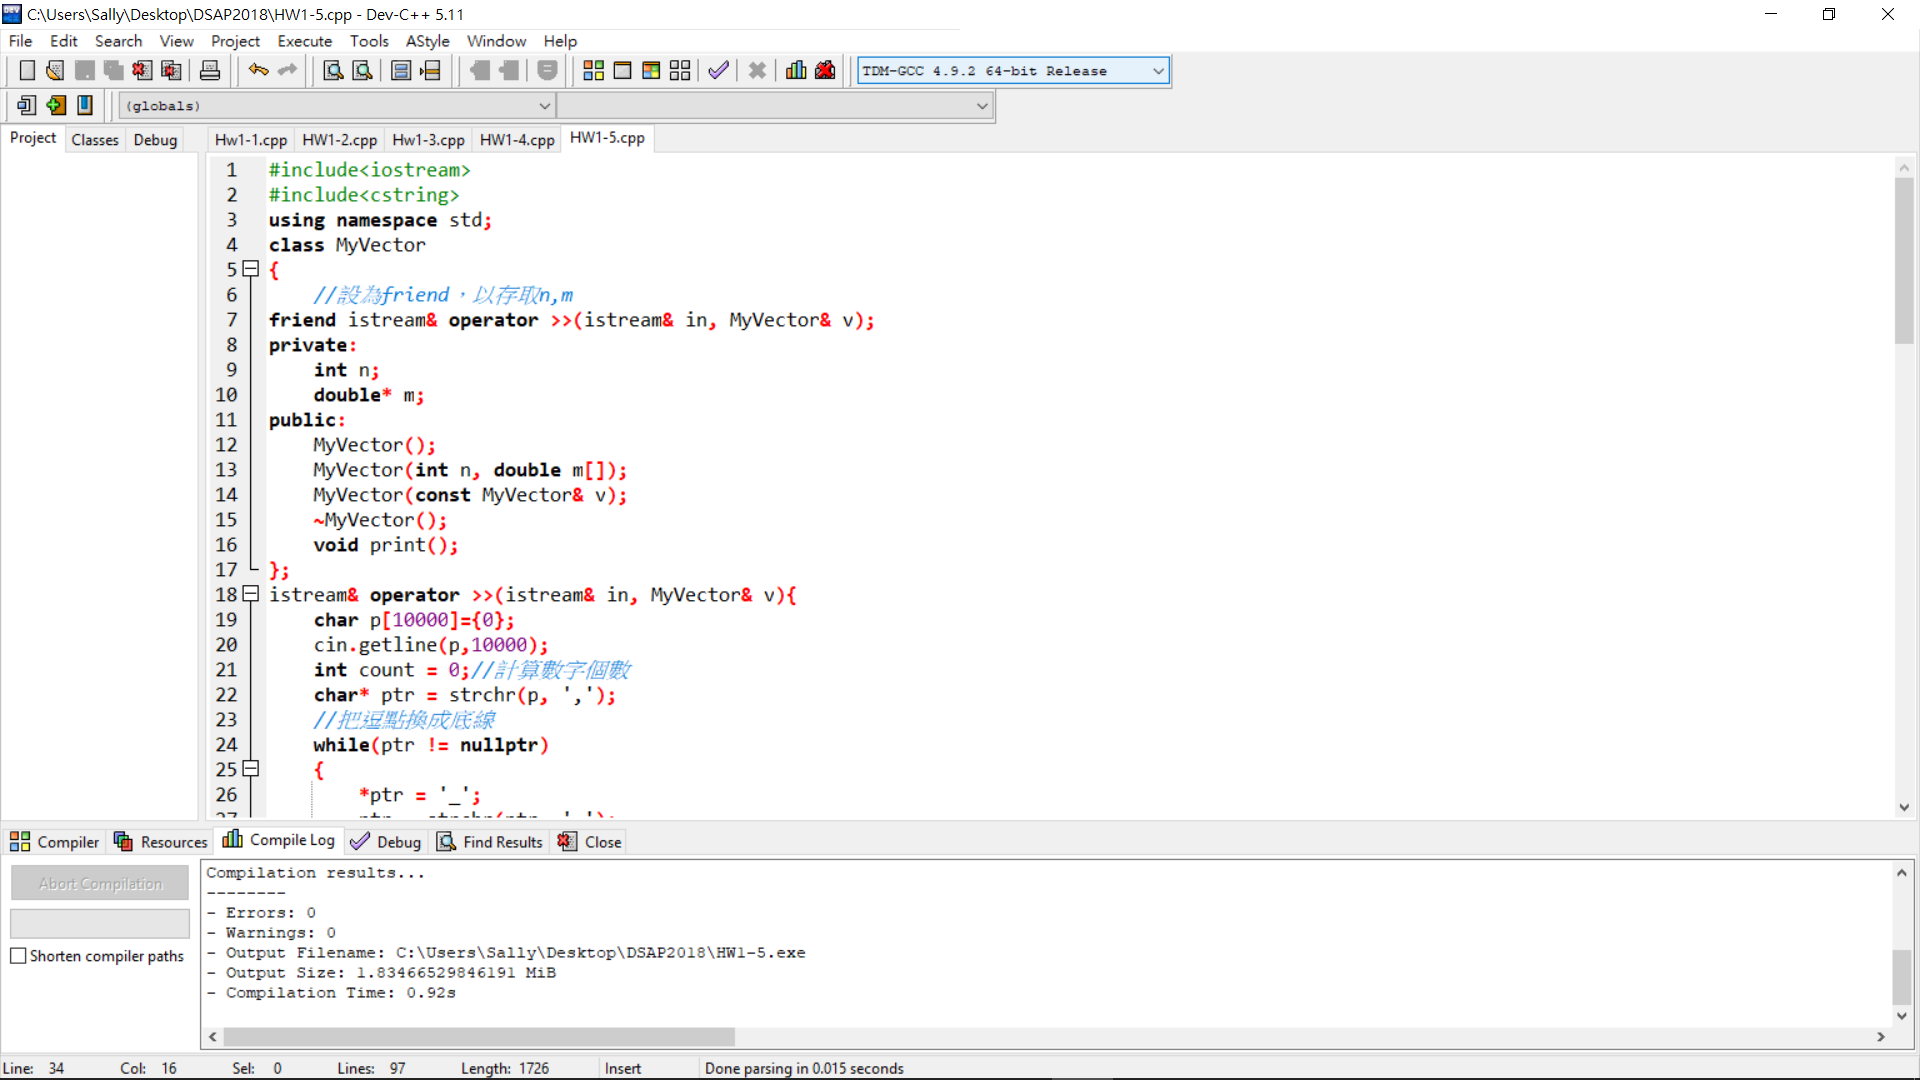 C:\Users\Sally\Desktop\DSAP2018\HW1-5.cpp - Dev-C++ 5.11
File Edit Search View Project Execute Tools AStyle Window Help
TDM-GCC 4.9.2 64-bit Release
(globals)
Project Classes Debug Hw1-1.cpp HW1-2.cpp Hw1-3.cpp HW1-4.cpp HW1-5.cpp
1 #include<iostream>
2 #include<cstring>
3 using namespace std;
4 class MyVector
5 {
6 //設為friend，以存取n,m
7 friend istream& operator >>(istream& in, MyVector& v);
8 private:
9 int n;
10 double* m;
11 public:
12 MyVector();
13 MyVector(int n, double m[]);
14 MyVector(const MyVector& v);
15 ~MyVector();
16 void print();
17 };
18 istream& operator >>(istream& in, MyVector& v){
19 char p[10000]={0};
20 cin.getline(p,10000);
21 int count = 0;//計算數字個數
22 char* ptr = strchr(p, ',');
23 //把逗點換成底線
24 while(ptr != nullptr)
25 {
26 *ptr = '_';
Compiler Resources Compile Log Debug Find Results Close
Abort Compilation
Shorten compiler paths
Compilation results...
--------
- Errors: 0
- Warnings: 0
- Output Filename: C:\Users\Sally\Desktop\DSAP2018\HW1-5.exe
- Output Size: 1.83466529846191 MiB
- Compilation Time: 0.92s
Line: 34 Col: 16 Sel: 0 Lines: 97 Length: 1726 Insert Done parsing in 0.015 seconds